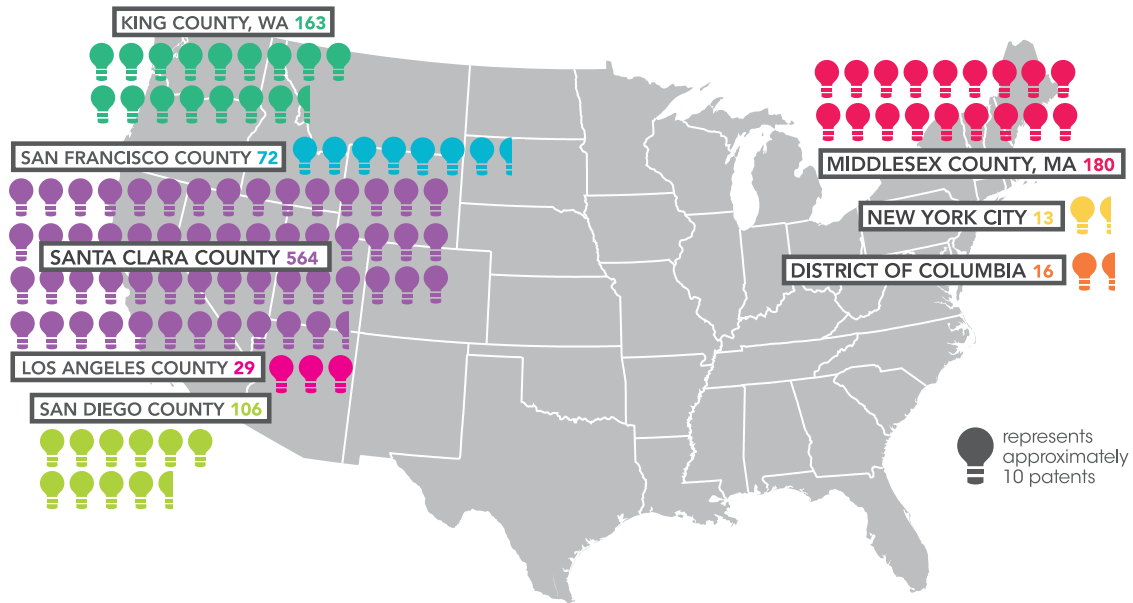 KING COUNTY, WA 163
SAN FRANCISCO COUNTY 72
SANTA CLARA COUNTY 564
LOS ANGELES COUNTY 29
SAN DIEGO COUNTY 106
MIDDLESEX COUNTY, MA 180
NEW YORK CITY 13
DISTRICT OF COLUMBIA 16
represents
approximately
10 patents